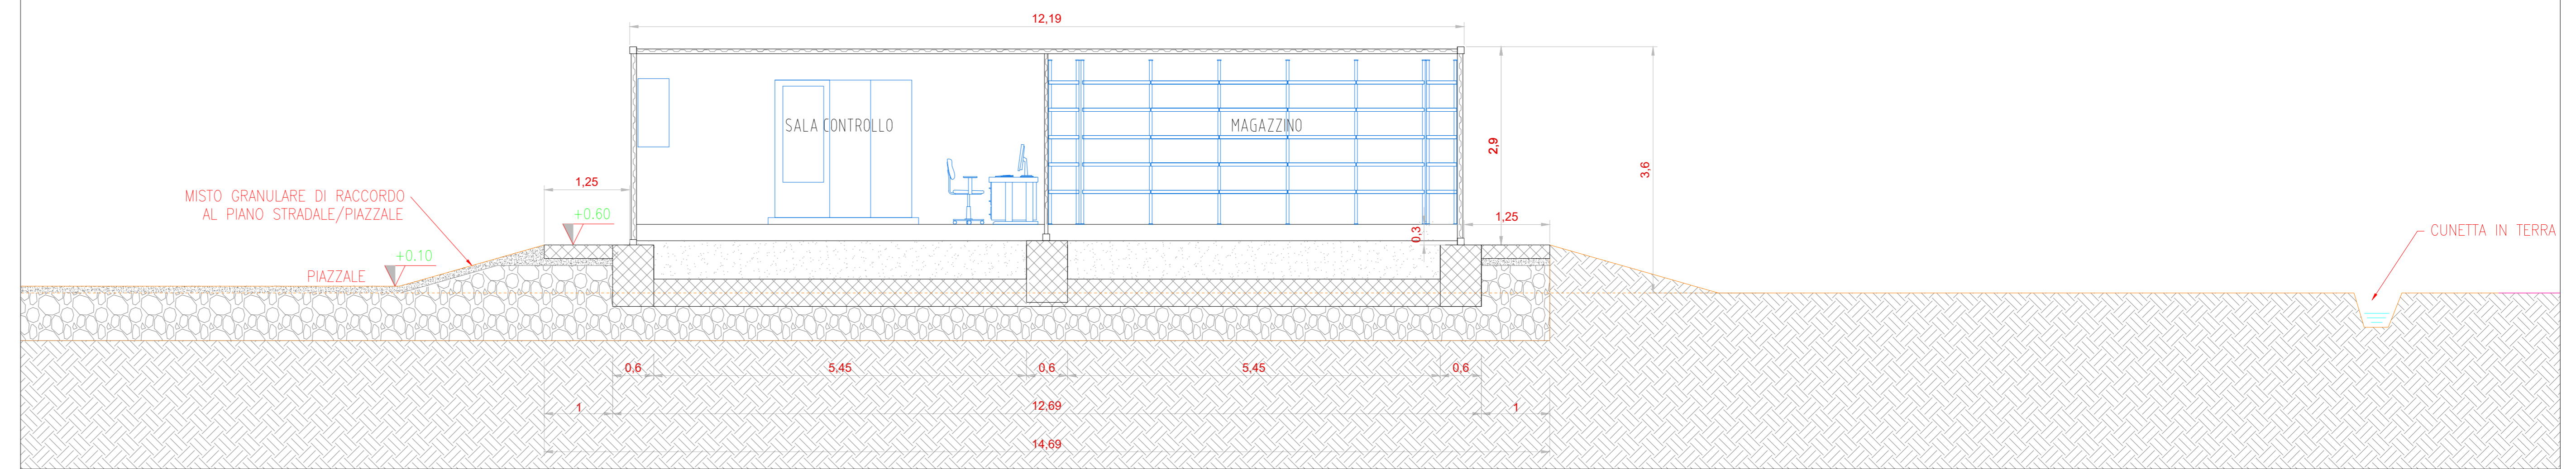 12,19
SALA CONTROLLO
MAGAZZINO
2,9
3,6
1,25
MISTO GRANULARE DI RACCORDO
AL PIANO STRADALE/PIAZZALE
+0.60
1,25
0,3
CUNETTA IN TERRA
+0.10
PIAZZALE
0,6
5,45
0,6
5,45
0,6
1
12,69
1
14,69